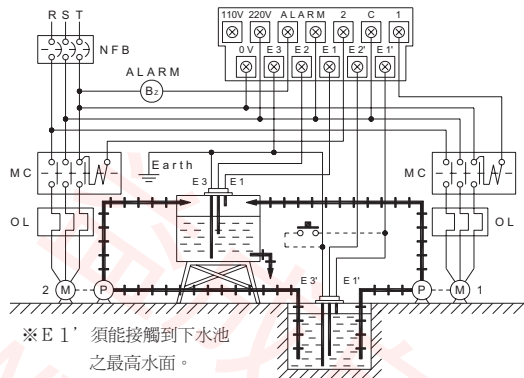 110V 220V ALARM 2 C 1
0V E3 E2 E1 E2' E1'
R S T
NFB
ALARM
Bz
Earth
MC
E3 E1
MC
OL
OL
E3' E1'
2 M P
P M 1
※E1' 須能接觸到下水池
之最高水面。